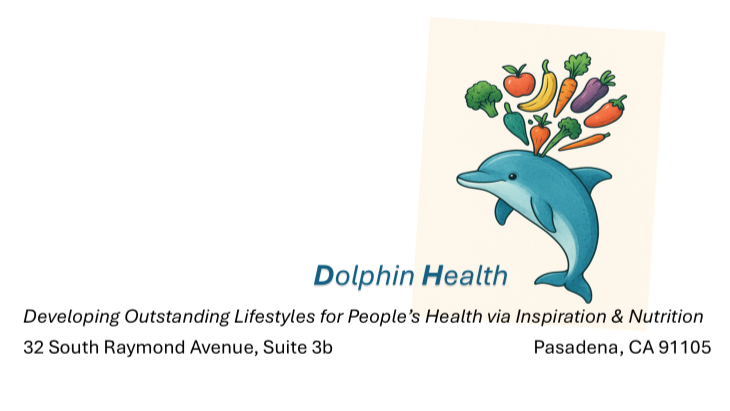 Dolphin Health
Developing Outstanding Lifestyles for People’s Health via Inspiration & Nutrition
32 South Raymond Avenue, Suite 3b Pasadena, CA 91105